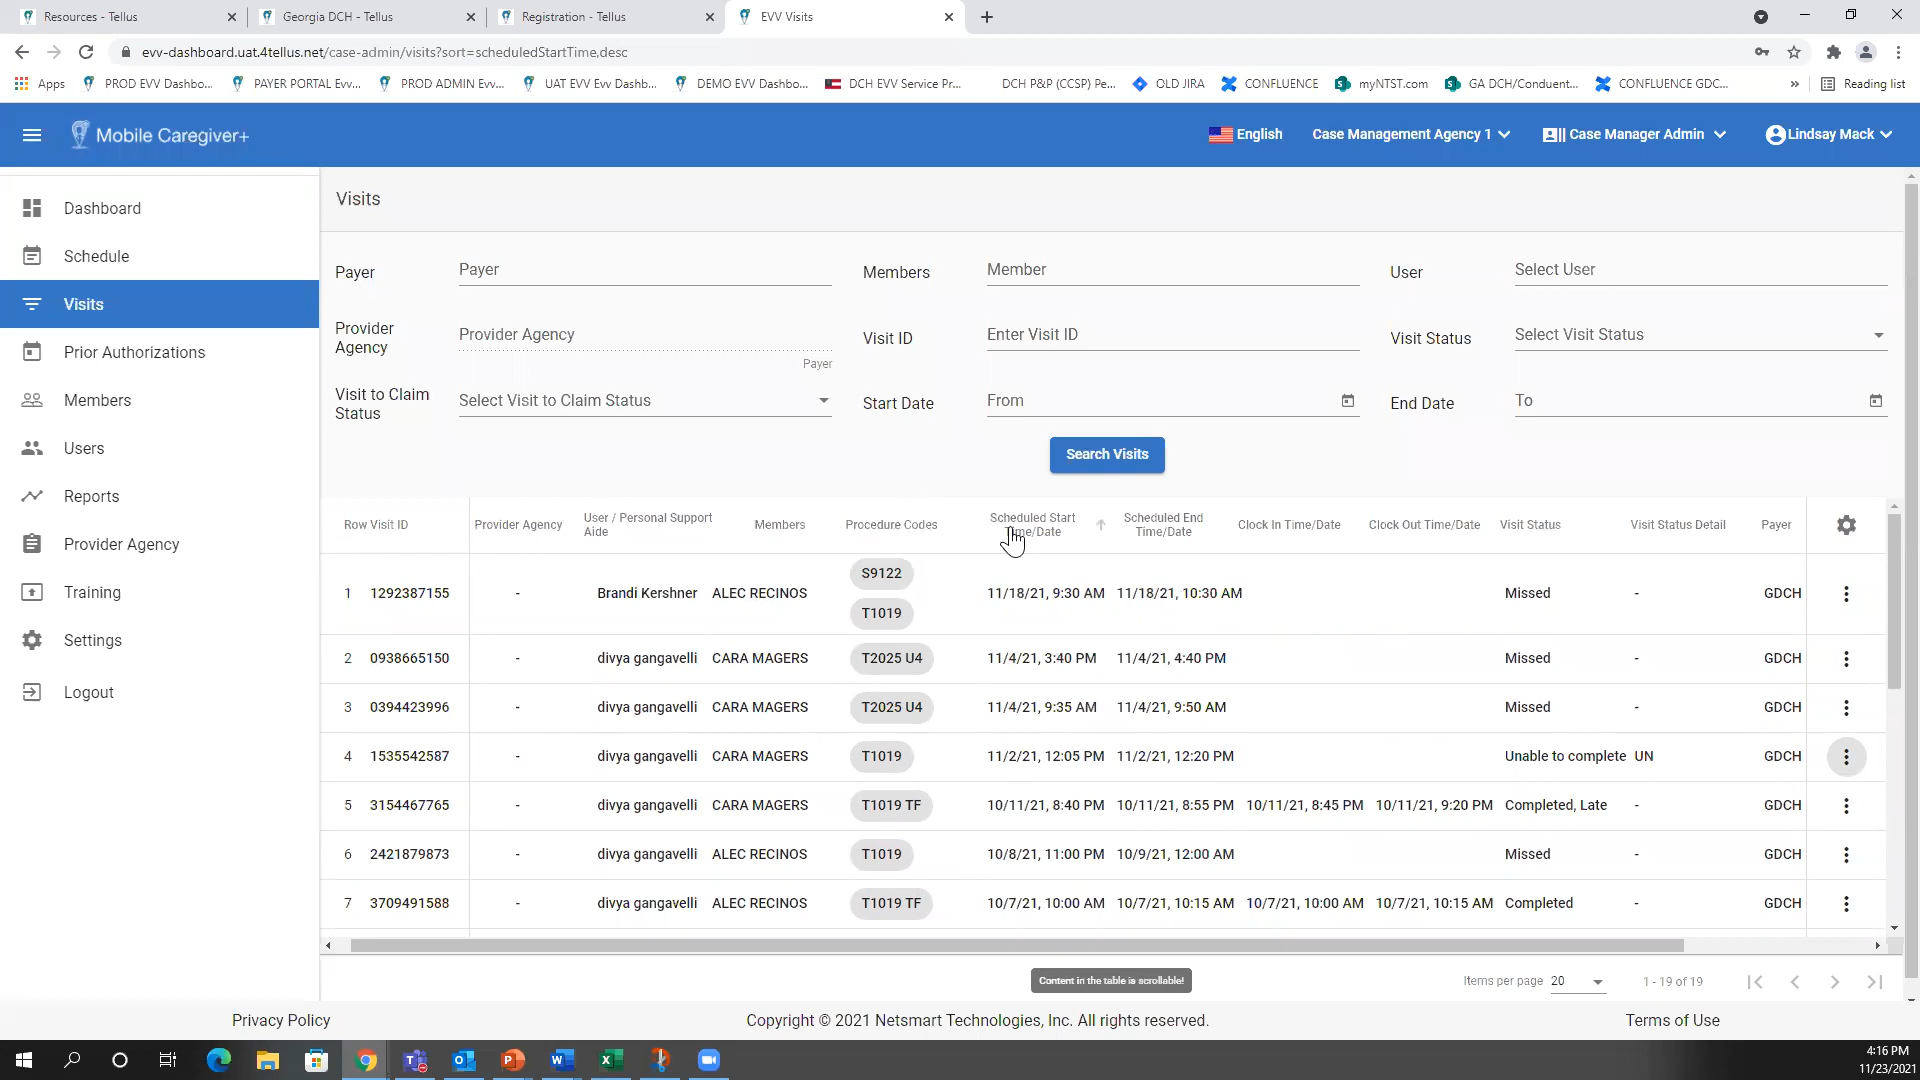 Resources - Tellus
Georgia DCH - Tellus
Registration - Tellus
EVV Visits
evv-dashboard.uat.4tellus.net/case-admin/visits?sort=scheduledStartTime,desc
Apps
PROD EVV Dashbo...
PAYER PORTAL Evv...
PROD ADMIN Evv...
UAT EVV Evv Dashb...
DEMO EVV Dashbo...
DCH EVV Service Pr...
DCH P&P (CCSP) Pe...
OLD JIRA
CONFLUENCE
myNTST.com
GA DCH/Conduent...
CONFLUENCE GDC...
»
Reading list
Mobile Caregiver+
English
Case Management Agency 1
Case Manager Admin
Lindsay Mack
Dashboard
Schedule
Visits
Prior Authorizations
Members
Users
Reports
Provider Agency
Training
Settings
Logout
Visits
Payer
Payer
Members
Member
User
Select User
Provider
Agency
Provider Agency
Payer
Visit ID
Enter Visit ID
Visit Status
Select Visit Status
Visit to Claim
Status
Select Visit to Claim Status
Start Date
From
End Date
To
Search Visits
Row Visit ID Provider Agency User / Personal Support Aide Members Procedure Codes Scheduled Start Time/Date Scheduled End Time/Date Clock In Time/Date Clock Out Time/Date Visit Status Visit Status Detail Payer
1 1292387155 - Brandi Kershner ALEC RECINOS S9122 T1019 11/18/21, 9:30 AM 11/18/21, 10:30 AM Missed - GDCH
2 0938665150 - divya gangavelli CARA MAGERS T2025 U4 11/4/21, 3:40 PM 11/4/21, 4:40 PM Missed - GDCH
3 0394423996 - divya gangavelli CARA MAGERS T2025 U4 11/4/21, 9:35 AM 11/4/21, 9:50 AM Missed - GDCH
4 1535542587 - divya gangavelli CARA MAGERS T1019 11/2/21, 12:05 PM 11/2/21, 12:20 PM Unable to complete UN GDCH
5 3154467765 - divya gangavelli CARA MAGERS T1019 TF 10/11/21, 8:40 PM 10/11/21, 8:55 PM 10/11/21, 8:45 PM 10/11/21, 9:20 PM Completed, Late - GDCH
6 2421879873 - divya gangavelli ALEC RECINOS T1019 10/8/21, 11:00 PM 10/9/21, 12:00 AM Missed - GDCH
7 3709491588 - divya gangavelli ALEC RECINOS T1019 TF 10/7/21, 10:00 AM 10/7/21, 10:15 AM 10/7/21, 10:00 AM 10/7/21, 10:15 AM Completed - GDCH
Content in the table is scrollable!
Items per page 20
1 - 19 of 19
Privacy Policy
Copyright © 2021 Netsmart Technologies, Inc. All rights reserved.
Terms of Use
4:16 PM
11/23/2021